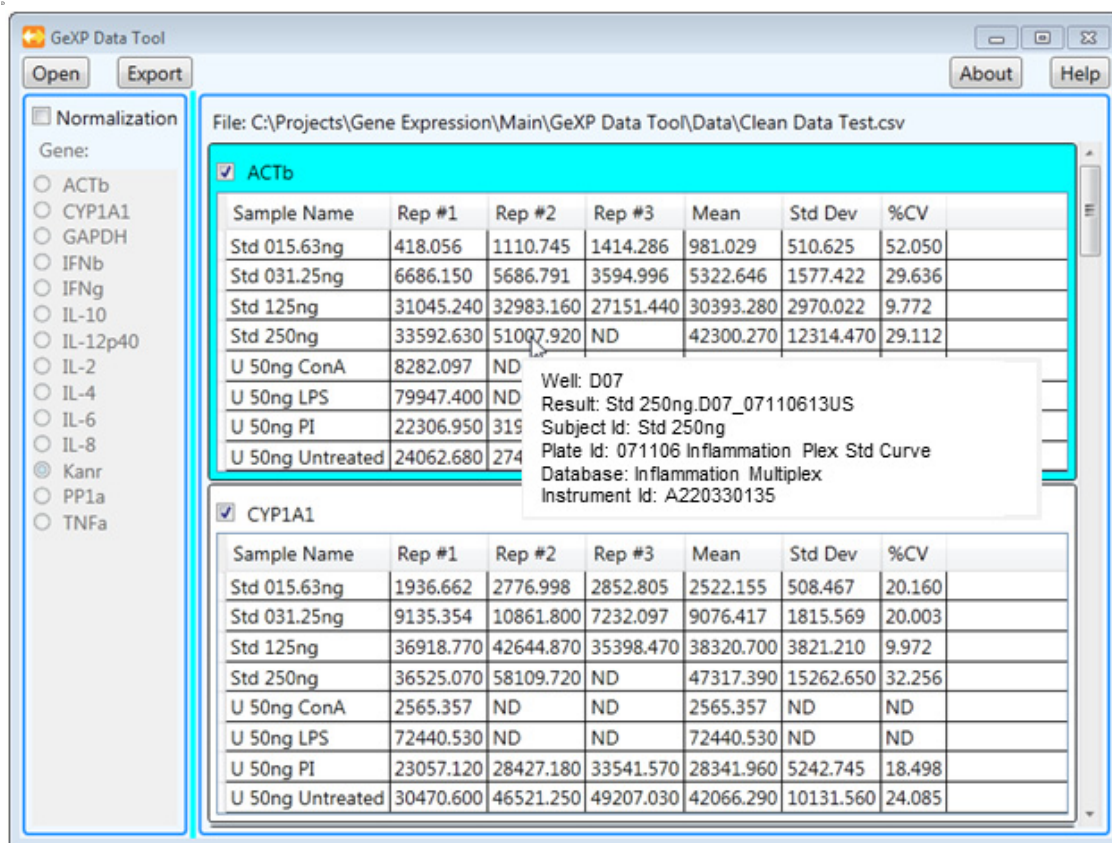 GeXP Data Tool
Open Export About Help
Normalization
Gene:
ACTb
CYP1A1
GAPDH
IFNb
IFNg
IL-10
IL-12p40
IL-2
IL-4
IL-6
IL-8
Kanr
PP1a
TNFa
File: C:\Projects\Gene Expression\Main\GeXP Data Tool\Data\Clean Data Test.csv
ACTb
Sample Name Rep #1 Rep #2 Rep #3 Mean Std Dev %CV
Std 015.63ng 418.056 1110.745 1414.286 981.029 510.625 52.050
Std 031.25ng 6686.150 5686.791 3594.996 5322.646 1577.422 29.636
Std 125ng 31045.240 32983.160 27151.440 30393.280 2970.022 9.772
Std 250ng 33592.630 51007.920 ND 42300.270 12314.470 29.112
U 50ng ConA 8282.097 ND
U 50ng LPS 79947.400 ND
U 50ng PI 22306.950 319
U 50ng Untreated 24062.680 274
Well: D07
Result: Std 250ng.D07_07110613US
Subject Id: Std 250ng
Plate Id: 071106 Inflammation Plex Std Curve
Database: Inflammation Multiplex
Instrument Id: A220330135
CYP1A1
Sample Name Rep #1 Rep #2 Rep #3 Mean Std Dev %CV
Std 015.63ng 1936.662 2776.998 2852.805 2522.155 508.467 20.160
Std 031.25ng 9135.354 10861.800 7232.097 9076.417 1815.569 20.003
Std 125ng 36918.770 42644.870 35398.470 38320.700 3821.210 9.972
Std 250ng 36525.070 58109.720 ND 47317.390 15262.650 32.256
U 50ng ConA 2565.357 ND ND 2565.357 ND ND
U 50ng LPS 72440.530 ND ND 72440.530 ND ND
U 50ng PI 23057.120 28427.180 33541.570 28341.960 5242.745 18.498
U 50ng Untreated 30470.600 46521.250 49207.030 42066.290 10131.560 24.085